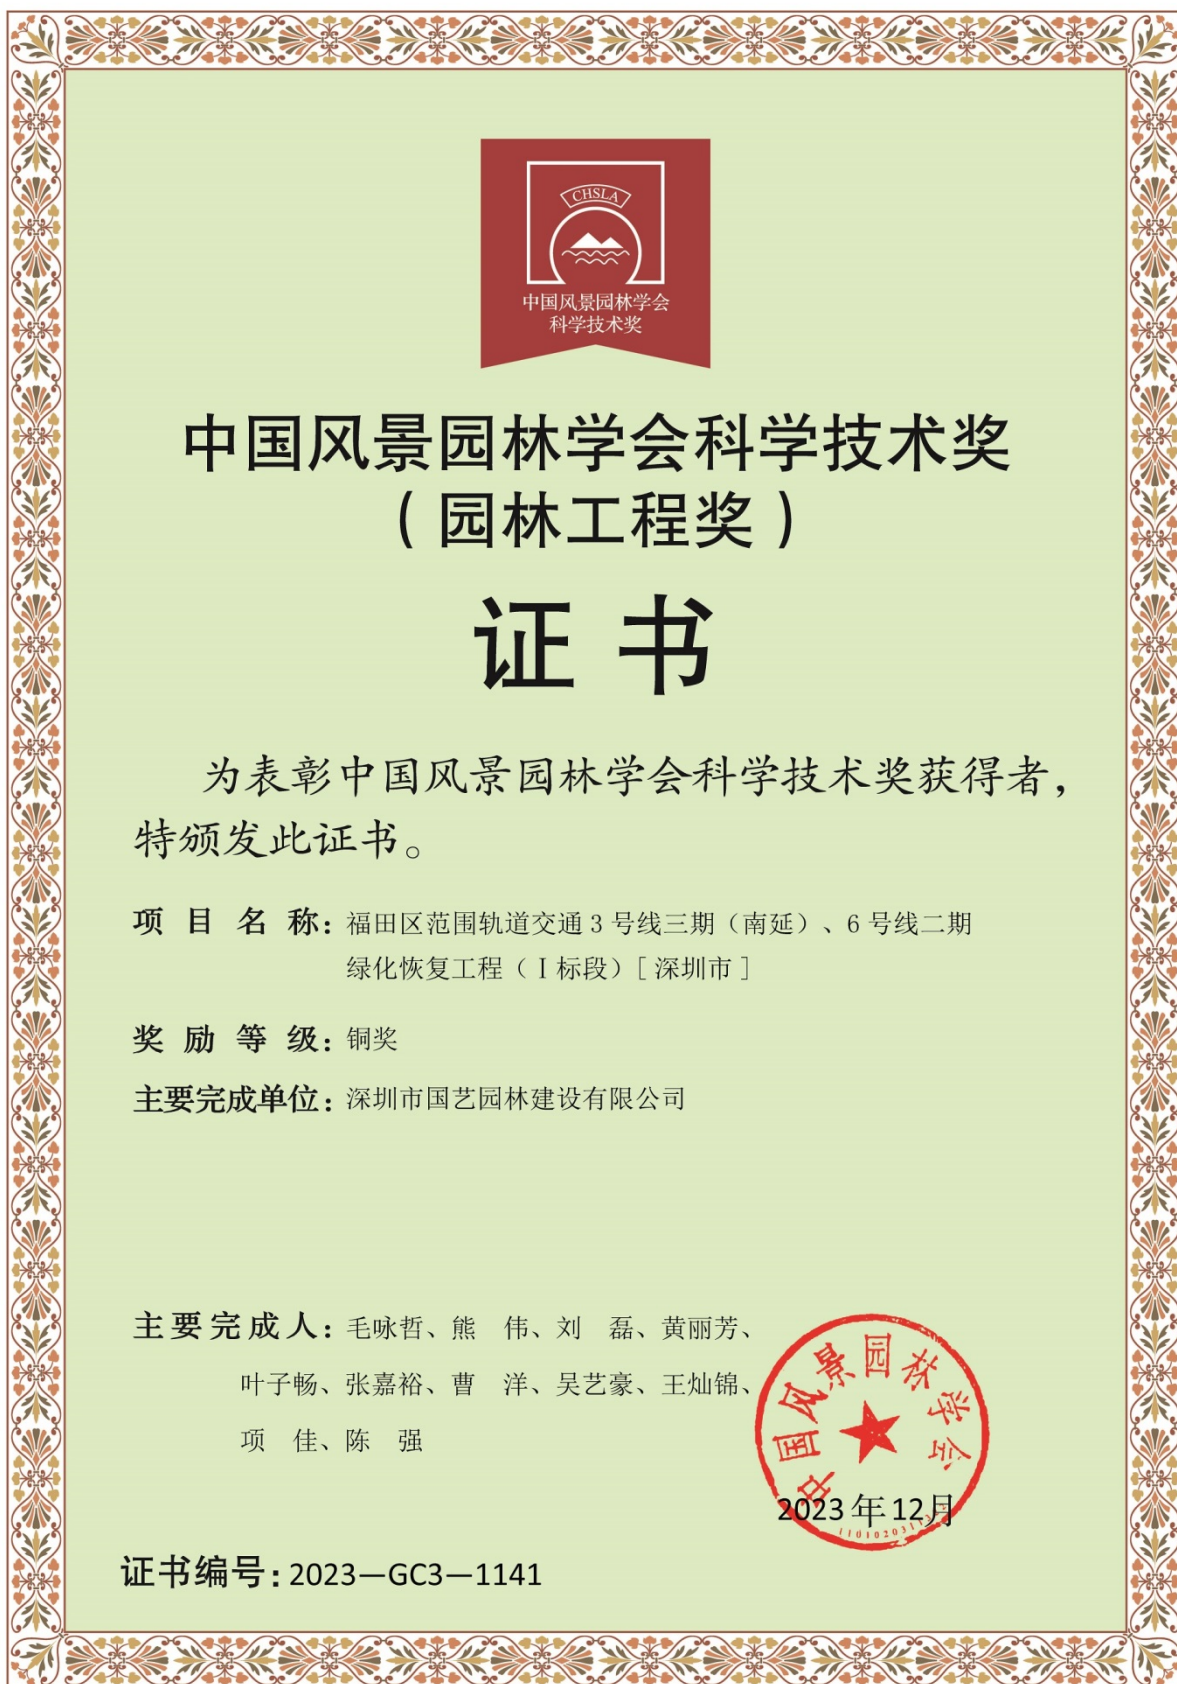 CHSLA
中国风景园林学会
科学技术奖
中国风景园林学会科学技术奖
（园林工程奖）
证书
为表彰中国风景园林学会科学技术奖获得者，
特颁发此证书。
项目名称：福田区范围轨道交通3号线三期（南延）、6号线二期
绿化恢复工程（Ⅰ标段）[深圳市]
奖励等级：铜奖
主要完成单位：深圳市国艺园林建设有限公司
主要完成人：毛咏哲、熊　伟、刘　磊、黄丽芳、
叶子畅、张嘉裕、曹　洋、吴艺豪、王灿锦、
项　佳、陈　强
中国风景园林学会
2023年12月
证书编号：2023—GC3—1141